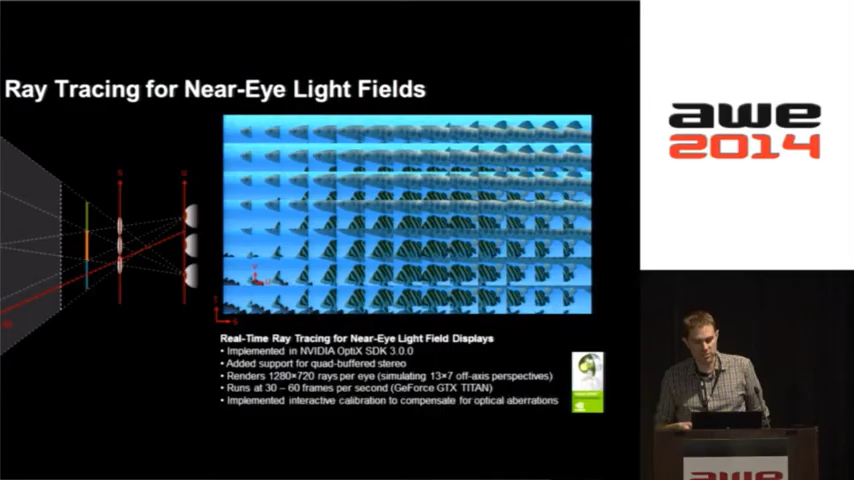 Ray Tracing for Near-Eye Light Fields
awe
2014
Real-Time Ray Tracing for Near-Eye Light Field Displays
• Implemented in NVIDIA OptiX SDK 3.0.0
• Added support for quad-buffered stereo
• Renders 1280×720 rays per eye (simulating 13×7 off-axis perspectives)
• Runs at 30 – 60 frames per second (GeForce GTX TITAN)
• Implemented interactive calibration to compensate for optical aberrations
awe